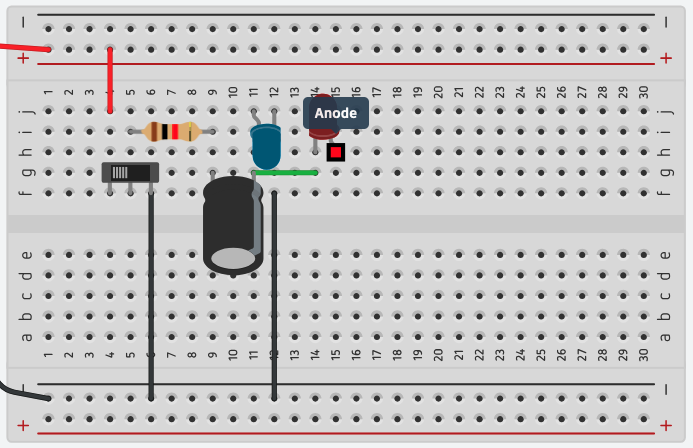 − −
+ +
1 2 3 4 5 6 7 8 9 10 11 12 13 14 15 16 17 18 19 20 21 22 23 24 25 26 27 28 29 30
j j
Anode
i i
h h
g g
f f
e e
d d
c c
b b
a a
1 2 3 4 5 6 7 8 9 10 11 12 13 14 15 16 17 18 19 20 21 22 23 24 25 26 27 28 29 30
− −
+ +